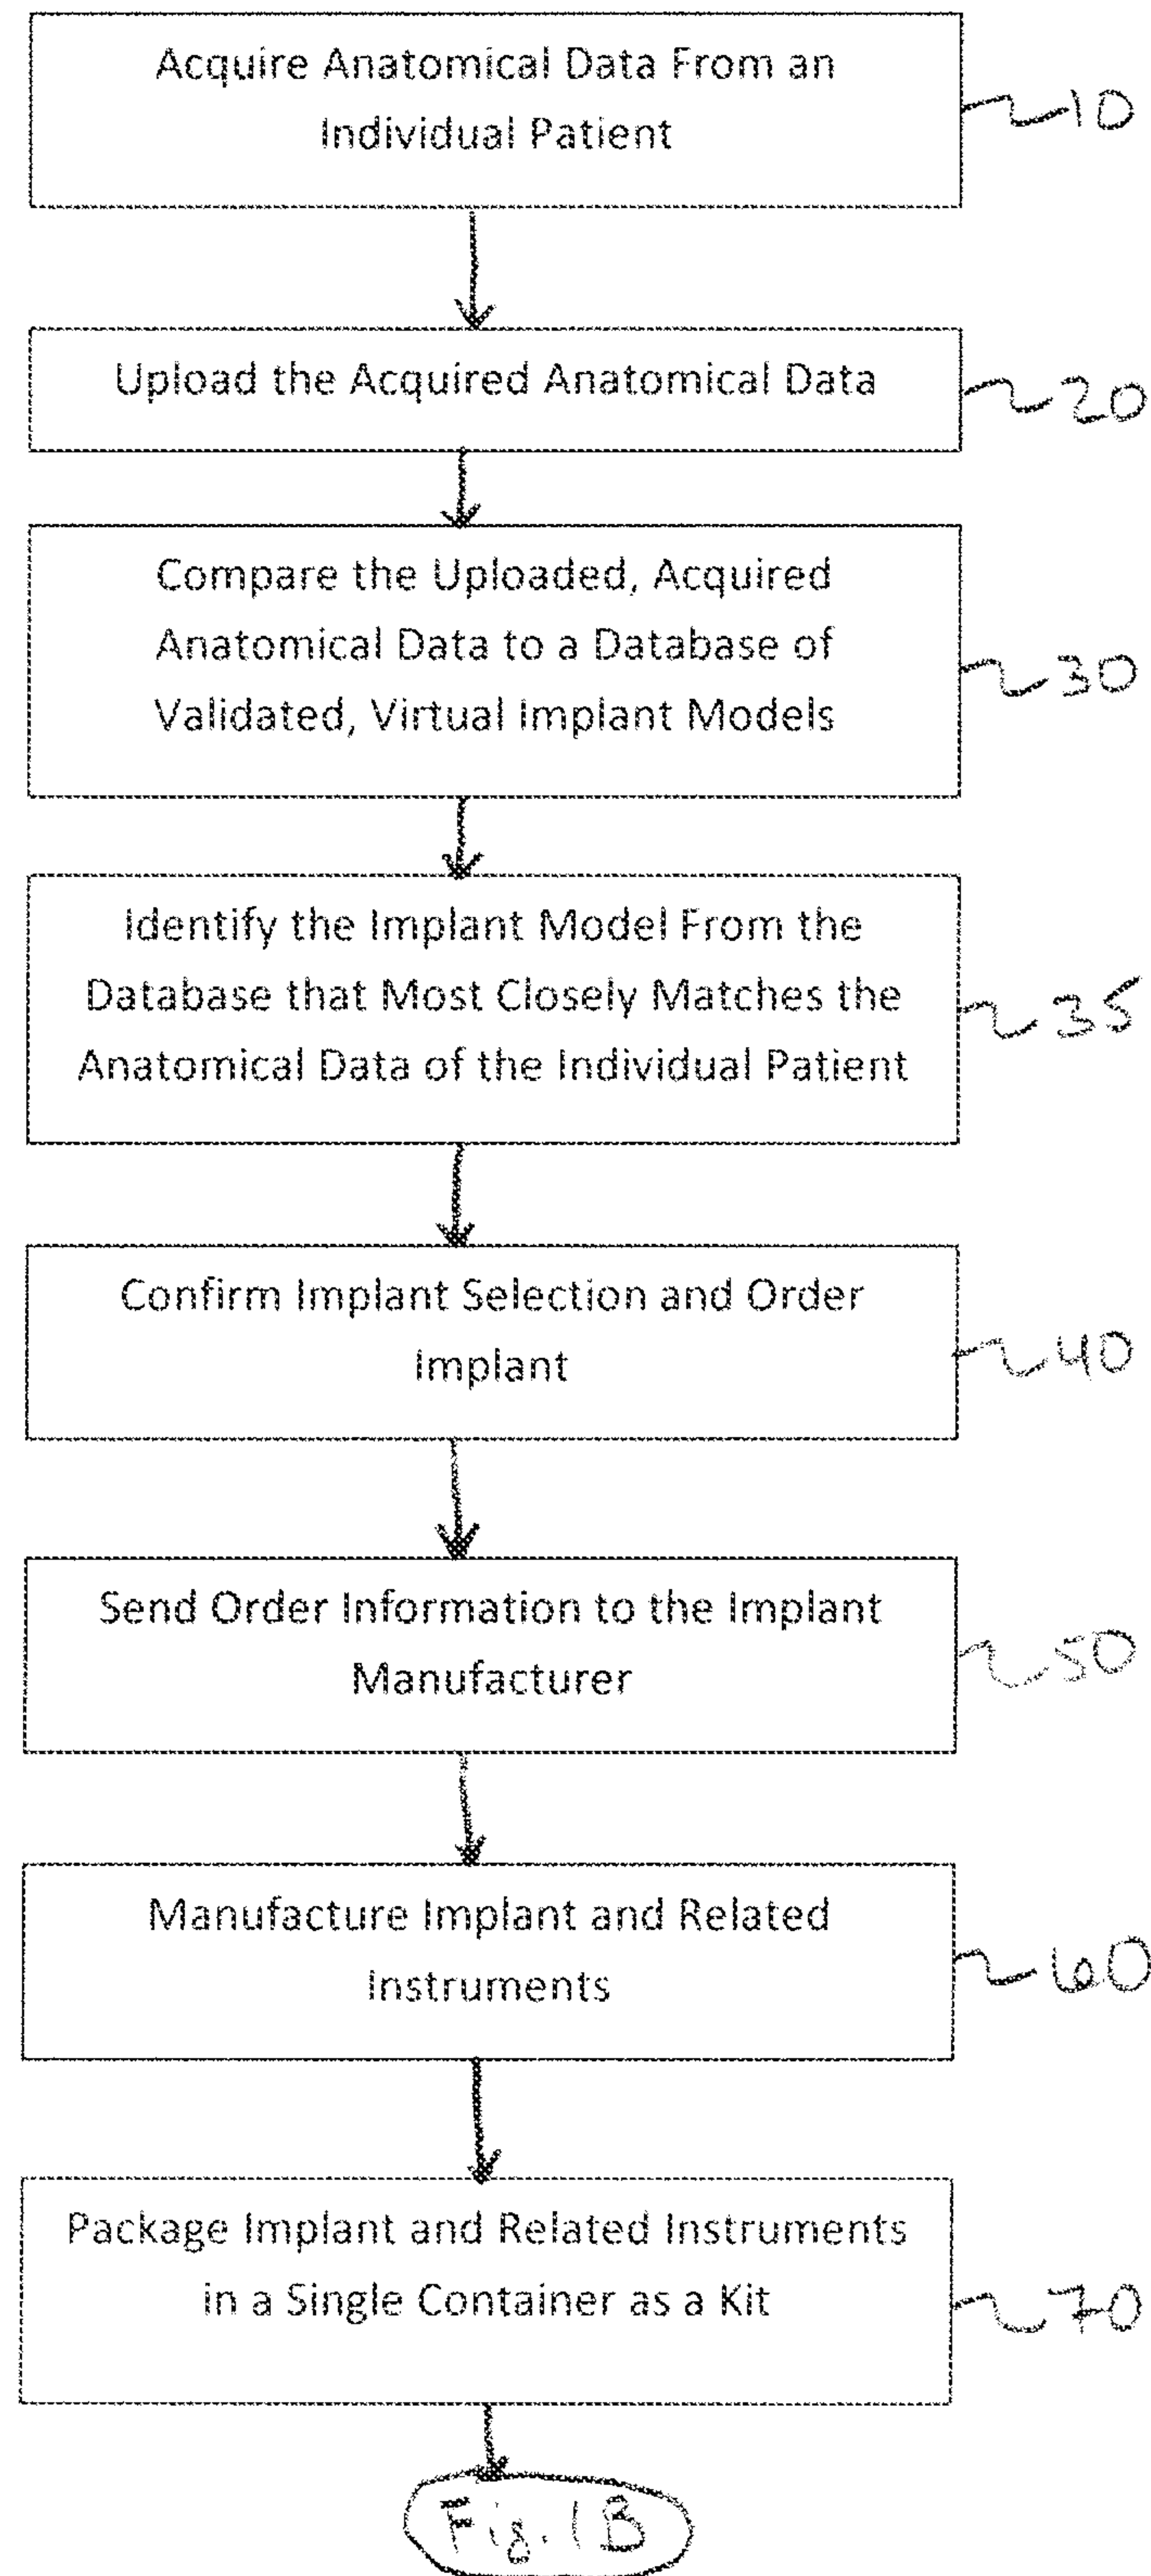 Acquire Anatomical Data From an
Individual Patient
10
Upload the Acquired Anatomical Data
20
Compare the Uploaded, Acquired
Anatomical Data to a Database of
Validated, Virtual Implant Models
30
Identify the Implant Model From the
Database that Most Closely Matches the
Anatomical Data of the Individual Patient
35
Confirm Implant Selection and Order
Implant
40
Send Order Information to the Implant
Manufacturer
50
Manufacture Implant and Related
Instruments
60
Package Implant and Related Instruments
in a Single Container as a Kit
70
Fig. 1B